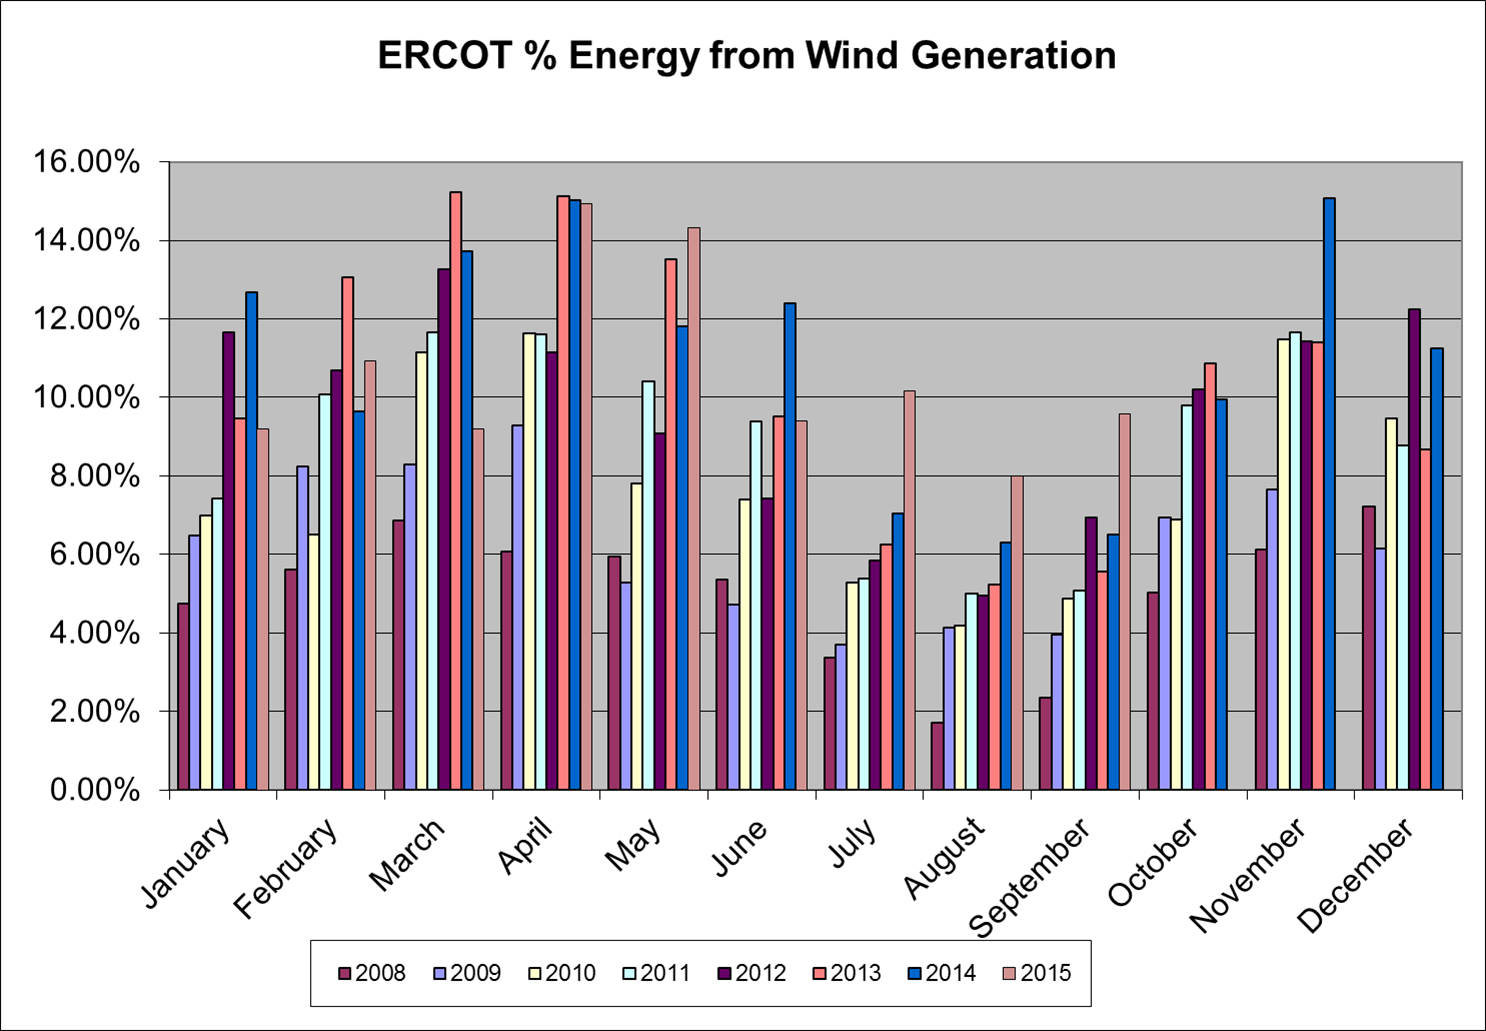 ERCOT % Energy from Wind Generation
16.00%
14.00%
12.00%
10.00%
8.00%
6.00%
4.00%
2.00%
0.00%
January
February
March
April
May
June
July
August
September
October
November
December
2008 2009 2010 2011 2012 2013 2014 2015